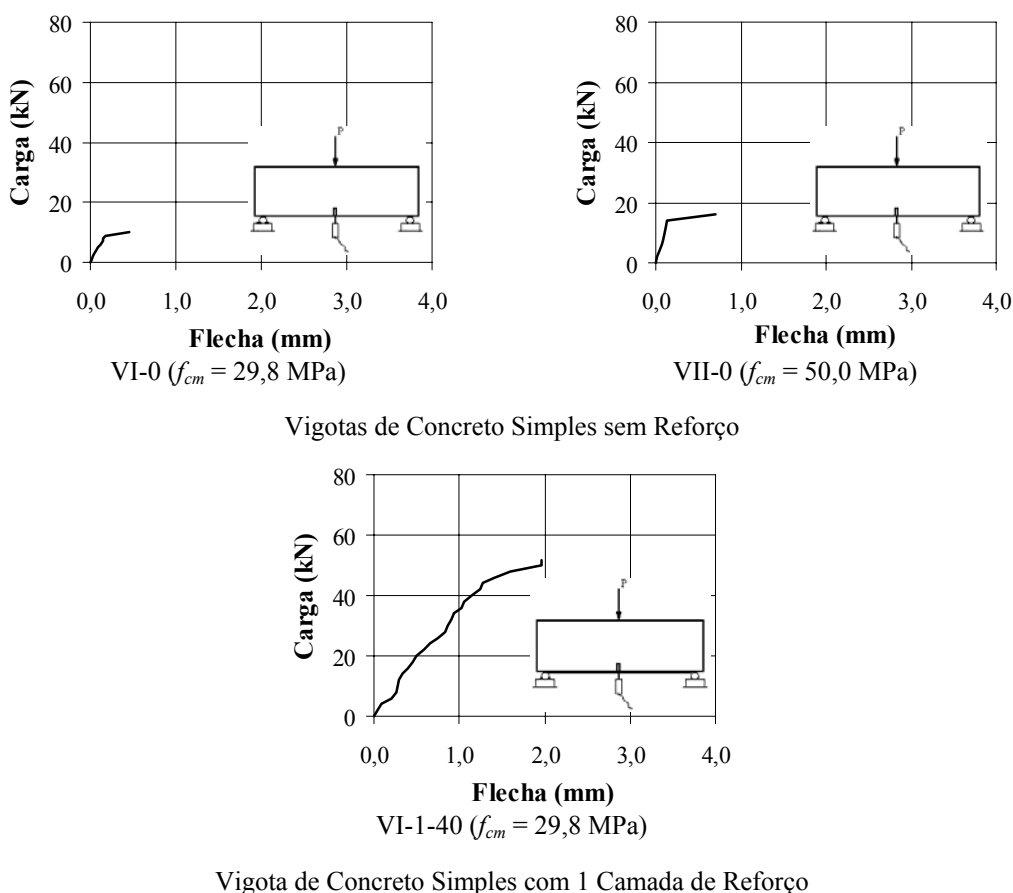 80
60
40
20
0
Carga (kN)
P
0,0 1,0 2,0 3,0 4,0
Flecha (mm)
VI-0 (fcm = 29,8 MPa)
80
60
40
20
0
Carga (kN)
P
0,0 1,0 2,0 3,0 4,0
Flecha (mm)
VII-0 (fcm = 50,0 MPa)
Vigotas de Concreto Simples sem Reforço
80
60
40
20
0
Carga (kN)
P
0,0 1,0 2,0 3,0 4,0
Flecha (mm)
VI-1-40 (fcm = 29,8 MPa)
Vigota de Concreto Simples com 1 Camada de Reforço